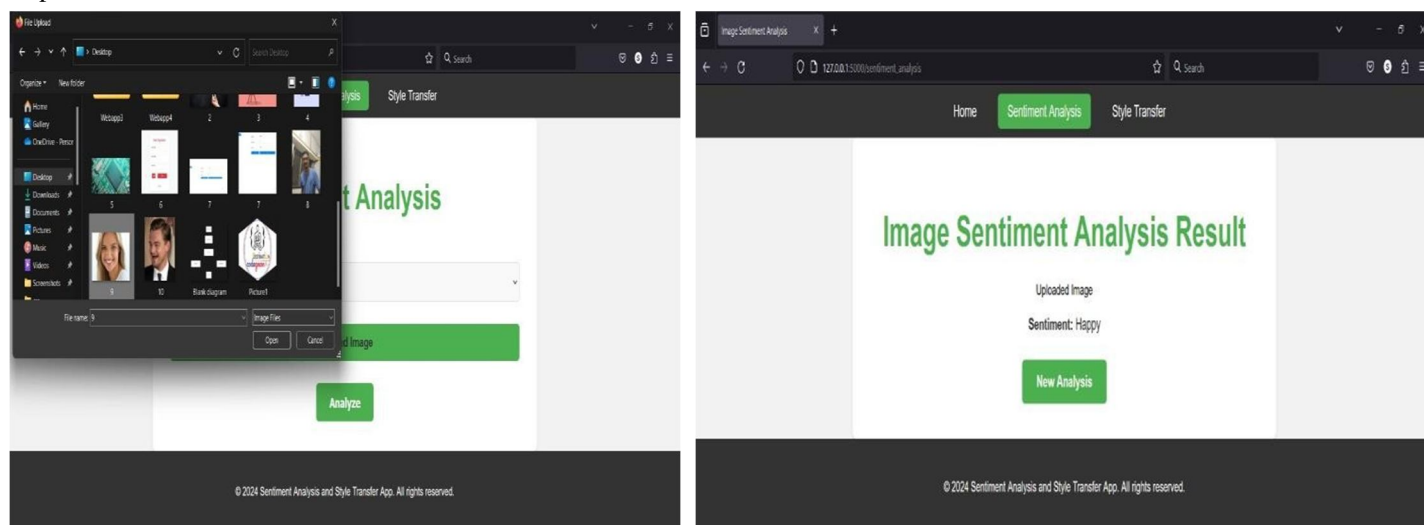 File Upload
Desktop
Search Desktop
Organize
New folder
Home
Gallery
OneDrive - Persor
Desktop
Downloads
Documents
Pictures
Music
Videos
Screenshots
Webapp3
Webapp4
2
3
4
5
6
7
7
8
9
10
Blank diagram
Picture1
File name: 9
Image Files
Open
Cancel
Search
alysis
Style Transfer
t Analysis
d Image
Analyze
© 2024 Sentiment Analysis and Style Transfer App. All rights reserved.
Image Sentiment Analysis
127.0.0.1:5000/sentiment_analysis
Search
Home
Sentiment Analysis
Style Transfer
Image Sentiment Analysis Result
Uploaded Image
Sentiment: Happy
New Analysis
© 2024 Sentiment Analysis and Style Transfer App. All rights reserved.